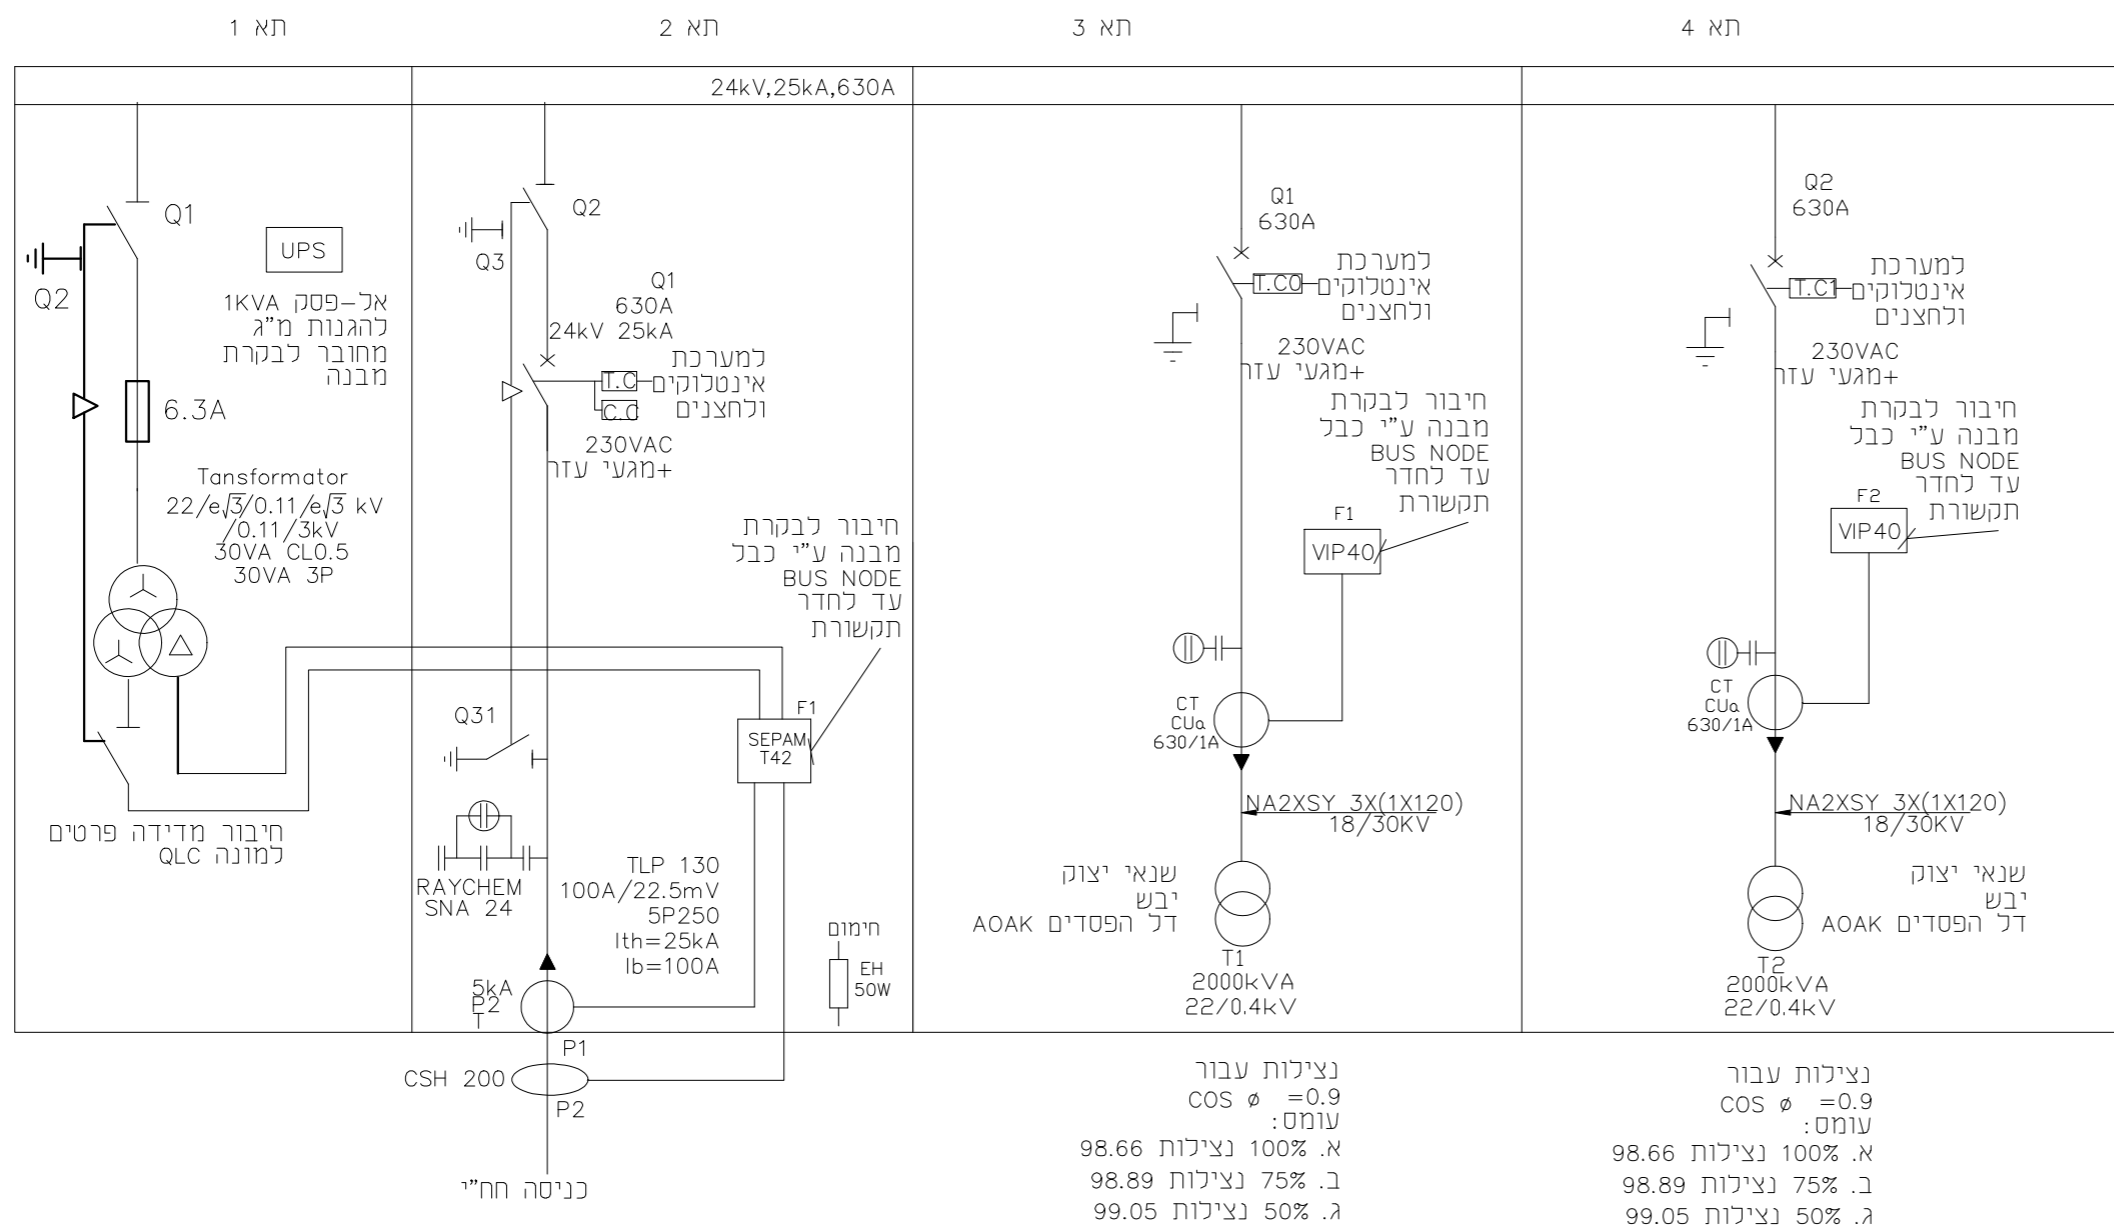 תא 1
תא 2
תא 3
תא 4
24kV,25kA,630A
Q1
Q2
UPS
אל-פסק 1KVA
להגנות מ"ג
מחובר לבקרת
מבנה
6.3A
Tansformator
22/e√3/0.11/e√3 kV
/0.11/3kV
30VA CL0.5
30VA 3P
חיבור מדידה פרטים
למונה QLC
Q2
Q3
Q1
630A
24kV 25kA
T.C
C.C
למערכת
אינטלוקים
ולחצנים
230VAC
+מגעי עזר
חיבור לבקרת
מבנה ע"י כבל
BUS NODE
עד לחדר
תקשורת
F1
SEPAM
T42
Q31
RAYCHEM
SNA 24
TLP 130
100A/22.5mV
5P250
Ith=25kA
Ib=100A
חימום
EH
50W
5kA
P2
T
P1
CSH 200
P2
כניסה חח"י
Q1
630A
T.C0
למערכת
אינטלוקים
ולחצנים
230VAC
+מגעי עזר
חיבור לבקרת
מבנה ע"י כבל
BUS NODE
עד לחדר
תקשורת
F1
VIP40
CT
CUa
630/1A
NA2XSY 3X(1X120)
18/30KV
שנאי יצוק
יבש
דל הפסדים AOAK
T1
2000kVA
22/0.4kV
נצילות עבור
COS ø =0.9
עומס:
א. 100% נצילות 98.66
ב. 75% נצילות 98.89
ג. 50% נצילות 99.05
Q2
630A
T.C1
למערכת
אינטלוקים
ולחצנים
230VAC
+מגעי עזר
חיבור לבקרת
מבנה ע"י כבל
BUS NODE
עד לחדר
תקשורת
F2
VIP40
CT
CUa
630/1A
NA2XSY 3X(1X120)
18/30KV
שנאי יצוק
יבש
דל הפסדים AOAK
T2
2000kVA
22/0.4kV
נצילות עבור
COS ø =0.9
עומס:
א. 100% נצילות 98.66
ב. 75% נצילות 98.89
ג. 50% נצילות 99.05